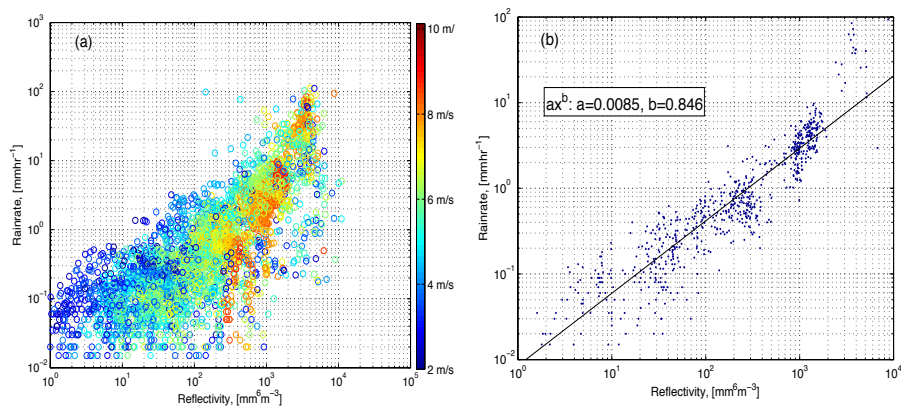 (a)
10³
10²
10¹
10⁰
10⁻¹
10⁻²
Rainrate, [mmhr⁻¹]
10⁰ 10¹ 10² 10³ 10⁴ 10⁵
Reflectivity, [mm⁶m⁻³]
10 m/
8 m/s
6 m/s
4 m/s
2 m/s
(b)
axᵇ: a=0.0085, b=0.846
10²
10¹
10⁰
10⁻¹
10⁻²
Rainrate, [mmhr⁻¹]
10⁰ 10¹ 10² 10³ 10⁴
Reflectivity, [mm⁶m⁻³]